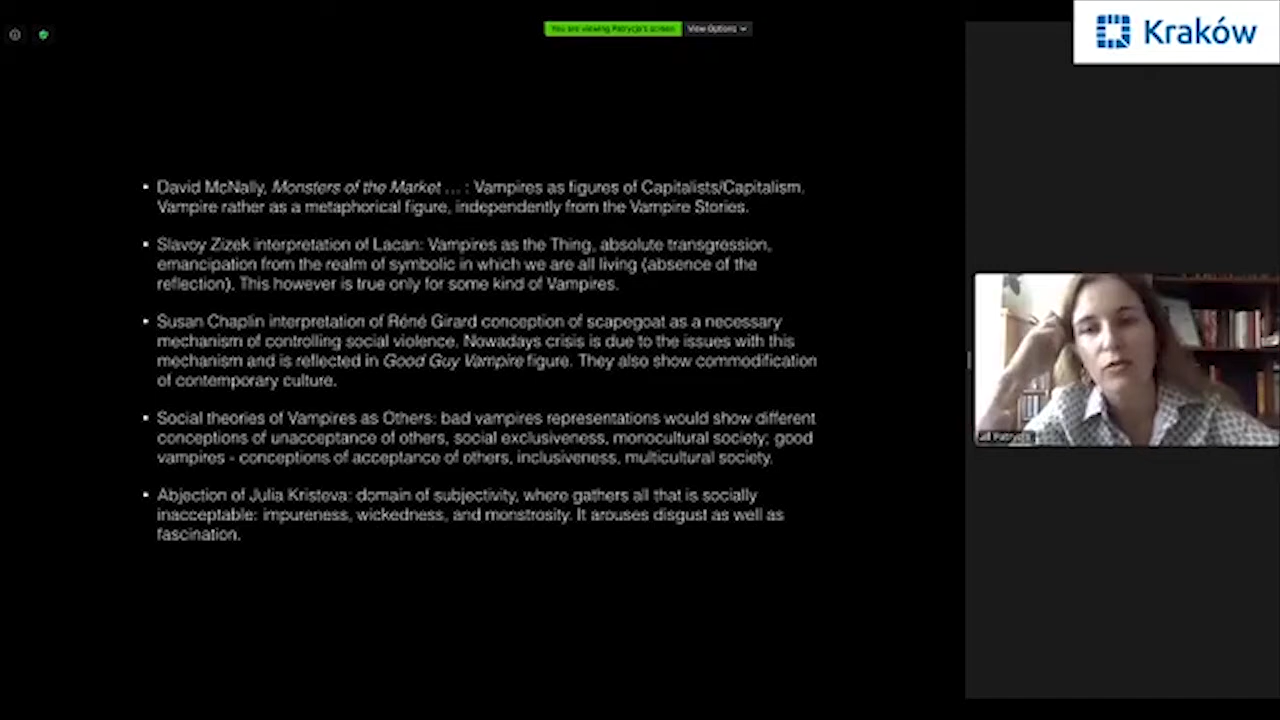 You are viewing Patrycja's screen
View Options
Kraków
• David McNally, Monsters of the Market ... : Vampires as figures of Capitalists/Capitalism.
Vampire rather as a metaphorical figure, independently from the Vampire Stories.
• Slavoy Zizek interpretation of Lacan: Vampires as the Thing, absolute transgression,
emancipation from the realm of symbolic in which we are all living (absence of the
reflection). This however is true only for some kind of Vampires.
• Susan Chaplin interpretation of Réné Girard conception of scapegoat as a necessary
mechanism of controlling social violence. Nowadays crisis is due to the issues with this
mechanism and is reflected in Good Guy Vampire figure. They also show commodification
of contemporary culture.
• Social theories of Vampires as Others: bad vampires representations would show different
conceptions of unacceptance of others, social exclusiveness, monocultural society; good
vampires - conceptions of acceptance of others, inclusiveness, multicultural society.
• Abjection of Julia Kristeva: domain of subjectivity, where gathers all that is socially
inacceptable: impureness, wickedness, and monstrosity. It arouses disgust as well as
fascination.